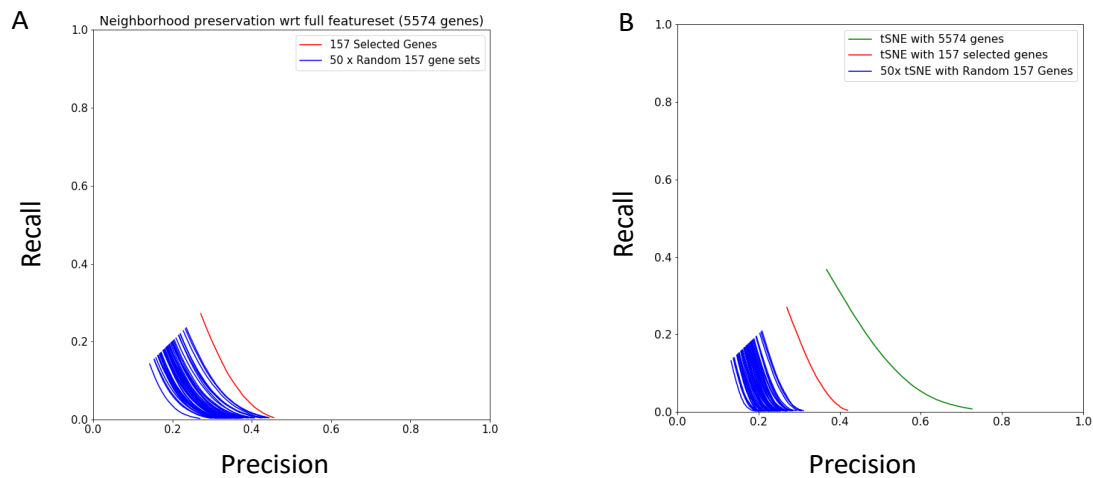 A
Neighborhood preservation wrt full featureset (5574 genes)
157 Selected Genes
50 x Random 157 gene sets
1.0
0.8
0.6
0.4
0.2
0.0
Recall
0.0 0.2 0.4 0.6 0.8 1.0
Precision
B
tSNE with 5574 genes
tSNE with 157 selected genes
50x tSNE with Random 157 Genes
1.0
0.8
0.6
0.4
0.2
0.0
Recall
0.0 0.2 0.4 0.6 0.8 1.0
Precision